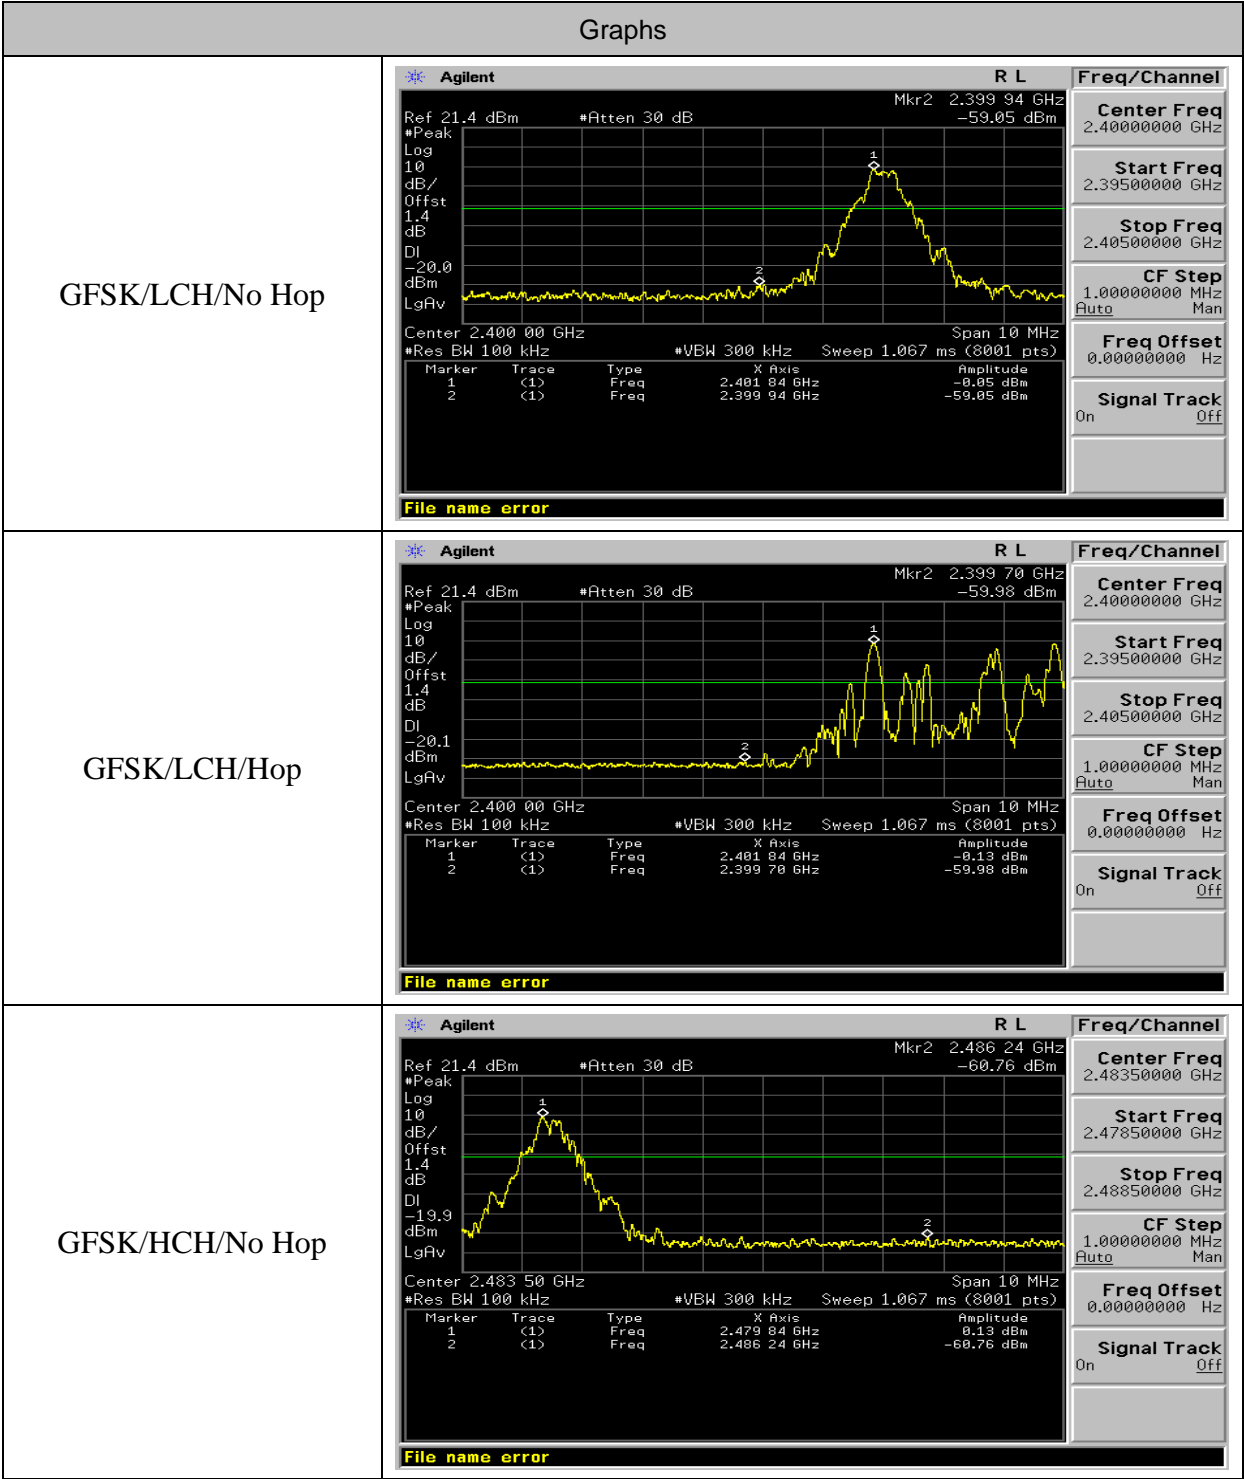 Graphs
GFSK/LCH/No Hop
Agilent R L Freq/Channel
Mkr2 2.399 94 GHz
Ref 21.4 dBm #Atten 30 dB -59.05 dBm
#Peak
Log
10
dB/
Offst
1.4
dB
DI
-20.0
dBm
LgAv
1
2
Center 2.400 00 GHz Span 10 MHz
#Res BW 100 kHz #VBW 300 kHz Sweep 1.067 ms (8001 pts)
Marker Trace Type X Axis Amplitude
1 (1) Freq 2.401 84 GHz -0.05 dBm
2 (1) Freq 2.399 94 GHz -59.05 dBm
File name error
Center Freq
2.40000000 GHz
Start Freq
2.39500000 GHz
Stop Freq
2.40500000 GHz
CF Step
1.00000000 MHz
Auto Man
Freq Offset
0.00000000 Hz
Signal Track
On Off
GFSK/LCH/Hop
Agilent R L Freq/Channel
Mkr2 2.399 70 GHz
Ref 21.4 dBm #Atten 30 dB -59.98 dBm
#Peak
Log
10
dB/
Offst
1.4
dB
DI
-20.1
dBm
LgAv
1
2
Center 2.400 00 GHz Span 10 MHz
#Res BW 100 kHz #VBW 300 kHz Sweep 1.067 ms (8001 pts)
Marker Trace Type X Axis Amplitude
1 (1) Freq 2.401 84 GHz -0.13 dBm
2 (1) Freq 2.399 70 GHz -59.98 dBm
File name error
Center Freq
2.40000000 GHz
Start Freq
2.39500000 GHz
Stop Freq
2.40500000 GHz
CF Step
1.00000000 MHz
Auto Man
Freq Offset
0.00000000 Hz
Signal Track
On Off
GFSK/HCH/No Hop
Agilent R L Freq/Channel
Mkr2 2.486 24 GHz
Ref 21.4 dBm #Atten 30 dB -60.76 dBm
#Peak
Log
10
dB/
Offst
1.4
dB
DI
-19.9
dBm
LgAv
1
2
Center 2.483 50 GHz Span 10 MHz
#Res BW 100 kHz #VBW 300 kHz Sweep 1.067 ms (8001 pts)
Marker Trace Type X Axis Amplitude
1 (1) Freq 2.479 84 GHz 0.13 dBm
2 (1) Freq 2.486 24 GHz -60.76 dBm
File name error
Center Freq
2.48350000 GHz
Start Freq
2.47850000 GHz
Stop Freq
2.48850000 GHz
CF Step
1.00000000 MHz
Auto Man
Freq Offset
0.00000000 Hz
Signal Track
On Off